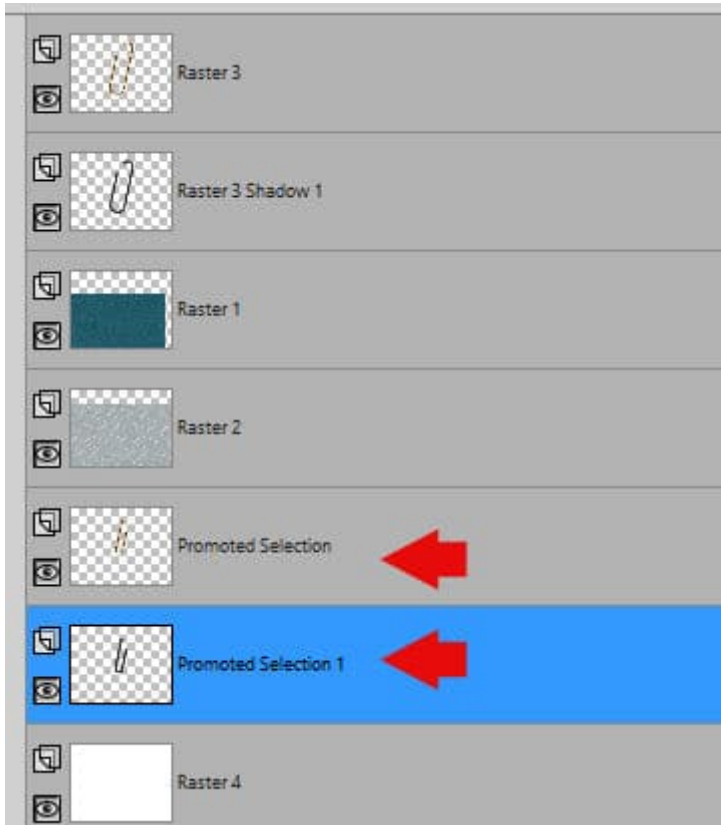 Raster 3
Raster 3 Shadow 1
Raster 1
Raster 2
Promoted Selection
Promoted Selection 1
Raster 4